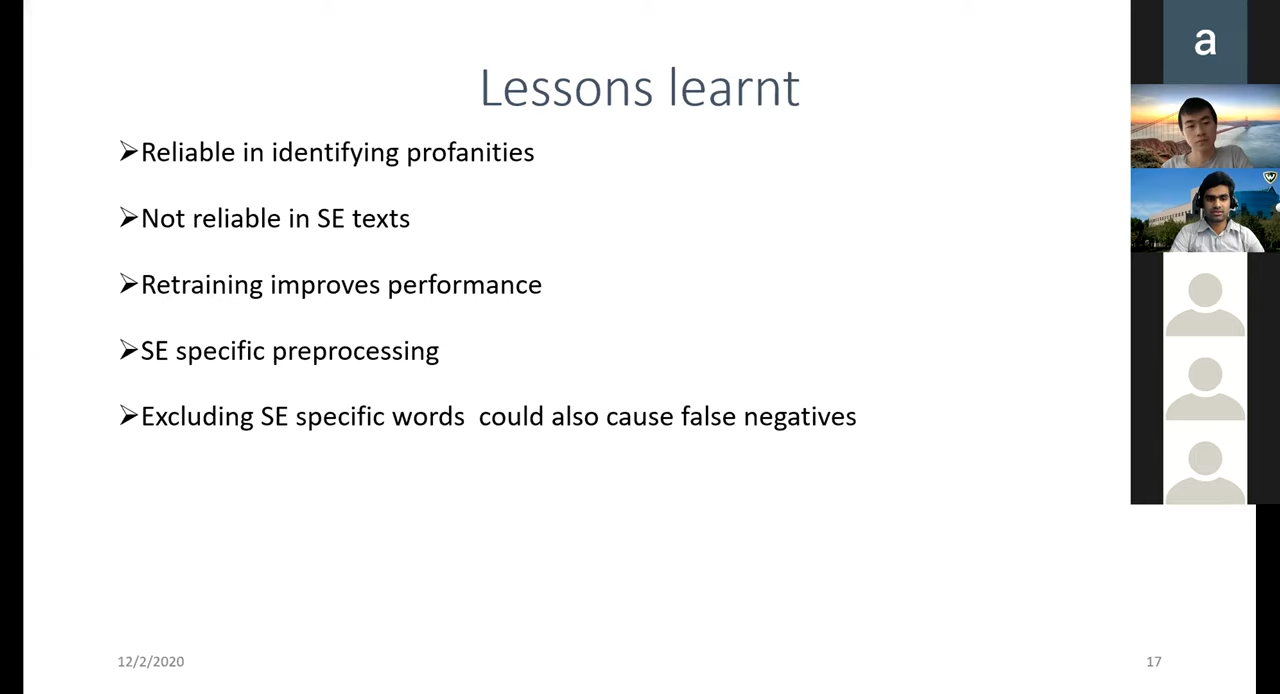 Lessons learnt
➢Reliable in identifying profanities
➢Not reliable in SE texts
➢Retraining improves performance
➢SE specific preprocessing
➢Excluding SE specific words  could also cause false negatives
12/2/2020
17
a